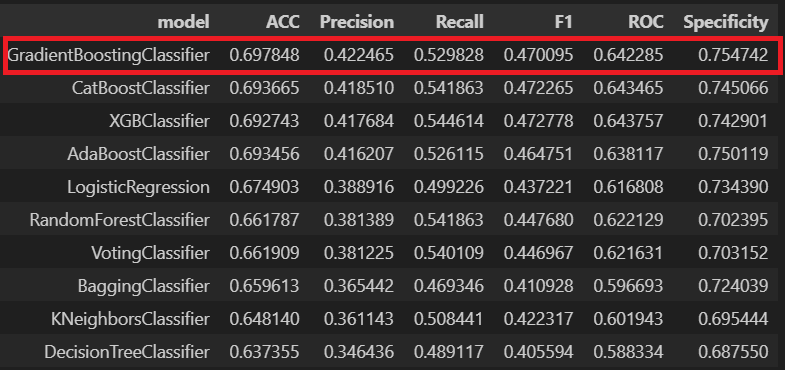 model ACC Precision Recall F1 ROC Specificity
GradientBoostingClassifier 0.697848 0.422465 0.529828 0.470095 0.642285 0.754742
CatBoostClassifier 0.693665 0.418510 0.541863 0.472265 0.643465 0.745066
XGBClassifier 0.692743 0.417684 0.544614 0.472778 0.643757 0.742901
AdaBoostClassifier 0.693456 0.416207 0.526115 0.464751 0.638117 0.750119
LogisticRegression 0.674903 0.388916 0.499226 0.437221 0.616808 0.734390
RandomForestClassifier 0.661787 0.381389 0.541863 0.447680 0.622129 0.702395
VotingClassifier 0.661909 0.381225 0.540109 0.446967 0.621631 0.703152
BaggingClassifier 0.659613 0.365442 0.469346 0.410928 0.596693 0.724039
KNeighborsClassifier 0.648140 0.361143 0.508441 0.422317 0.601943 0.695444
DecisionTreeClassifier 0.637355 0.346436 0.489117 0.405594 0.588334 0.687550